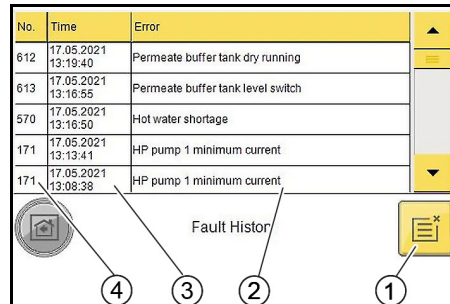 No. Time Error
612 17.05.2021 13:19:40 Permeate buffer tank dry running
613 17.05.2021 13:16:55 Permeate buffer tank level switch
570 17.05.2021 13:16:50 Hot water shortage
171 17.05.2021 13:13:41 HP pump 1 minimum current
171 17.05.2021 13:08:38 HP pump 1 minimum current
Fault Histor
4 3 2 1